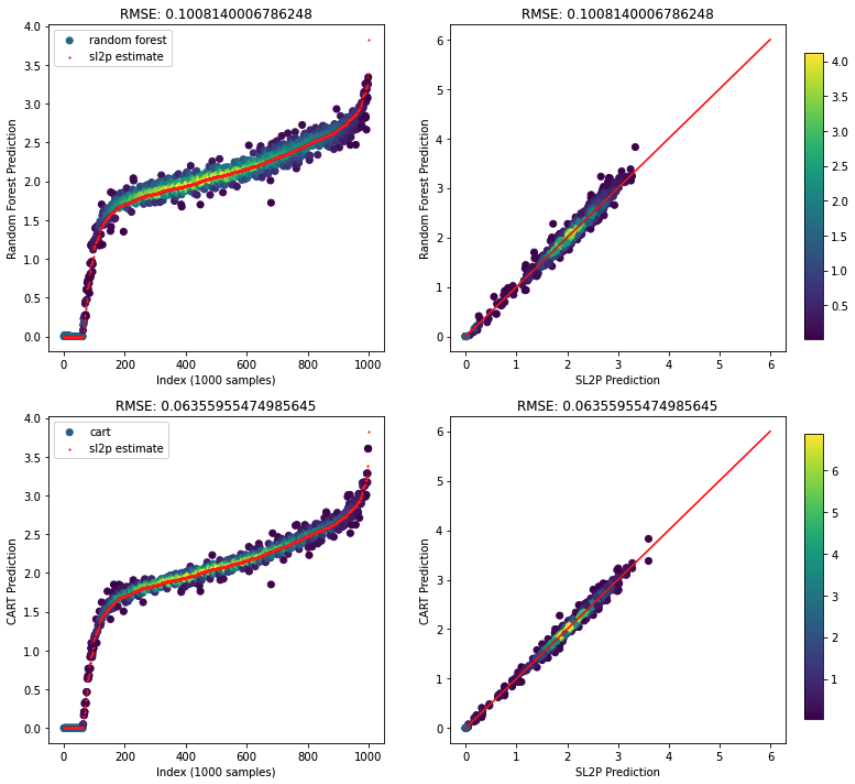 RMSE: 0.1008140006786248
random forest
sl2p estimate
Random Forest Prediction
4.0
3.5
3.0
2.5
2.0
1.5
1.0
0.5
0.0
0 200 400 600 800 1000
Index (1000 samples)
RMSE: 0.1008140006786248
Random Forest Prediction
6
5
4
3
2
1
0
0 1 2 3 4 5 6
SL2P Prediction
4.0
3.5
3.0
2.5
2.0
1.5
1.0
0.5
RMSE: 0.06355955474985645
cart
sl2p estimate
CART Prediction
4.0
3.5
3.0
2.5
2.0
1.5
1.0
0.5
0.0
0 200 400 600 800 1000
Index (1000 samples)
RMSE: 0.06355955474985645
CART Prediction
6
5
4
3
2
1
0
0 1 2 3 4 5 6
SL2P Prediction
6
5
4
3
2
1